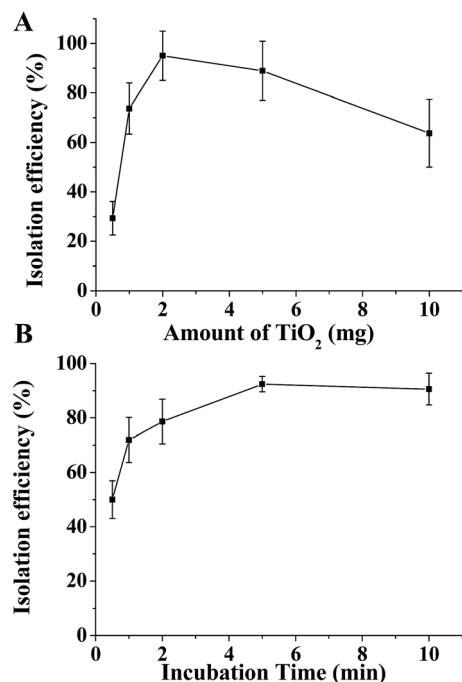 A
Isolation efficiency (%)
100
80
60
40
20
0
0 2 4 6 8 10
Amount of TiO₂ (mg)
B
Isolation efficiency (%)
100
80
60
40
20
0
0 2 4 6 8 10
Incubation Time (min)